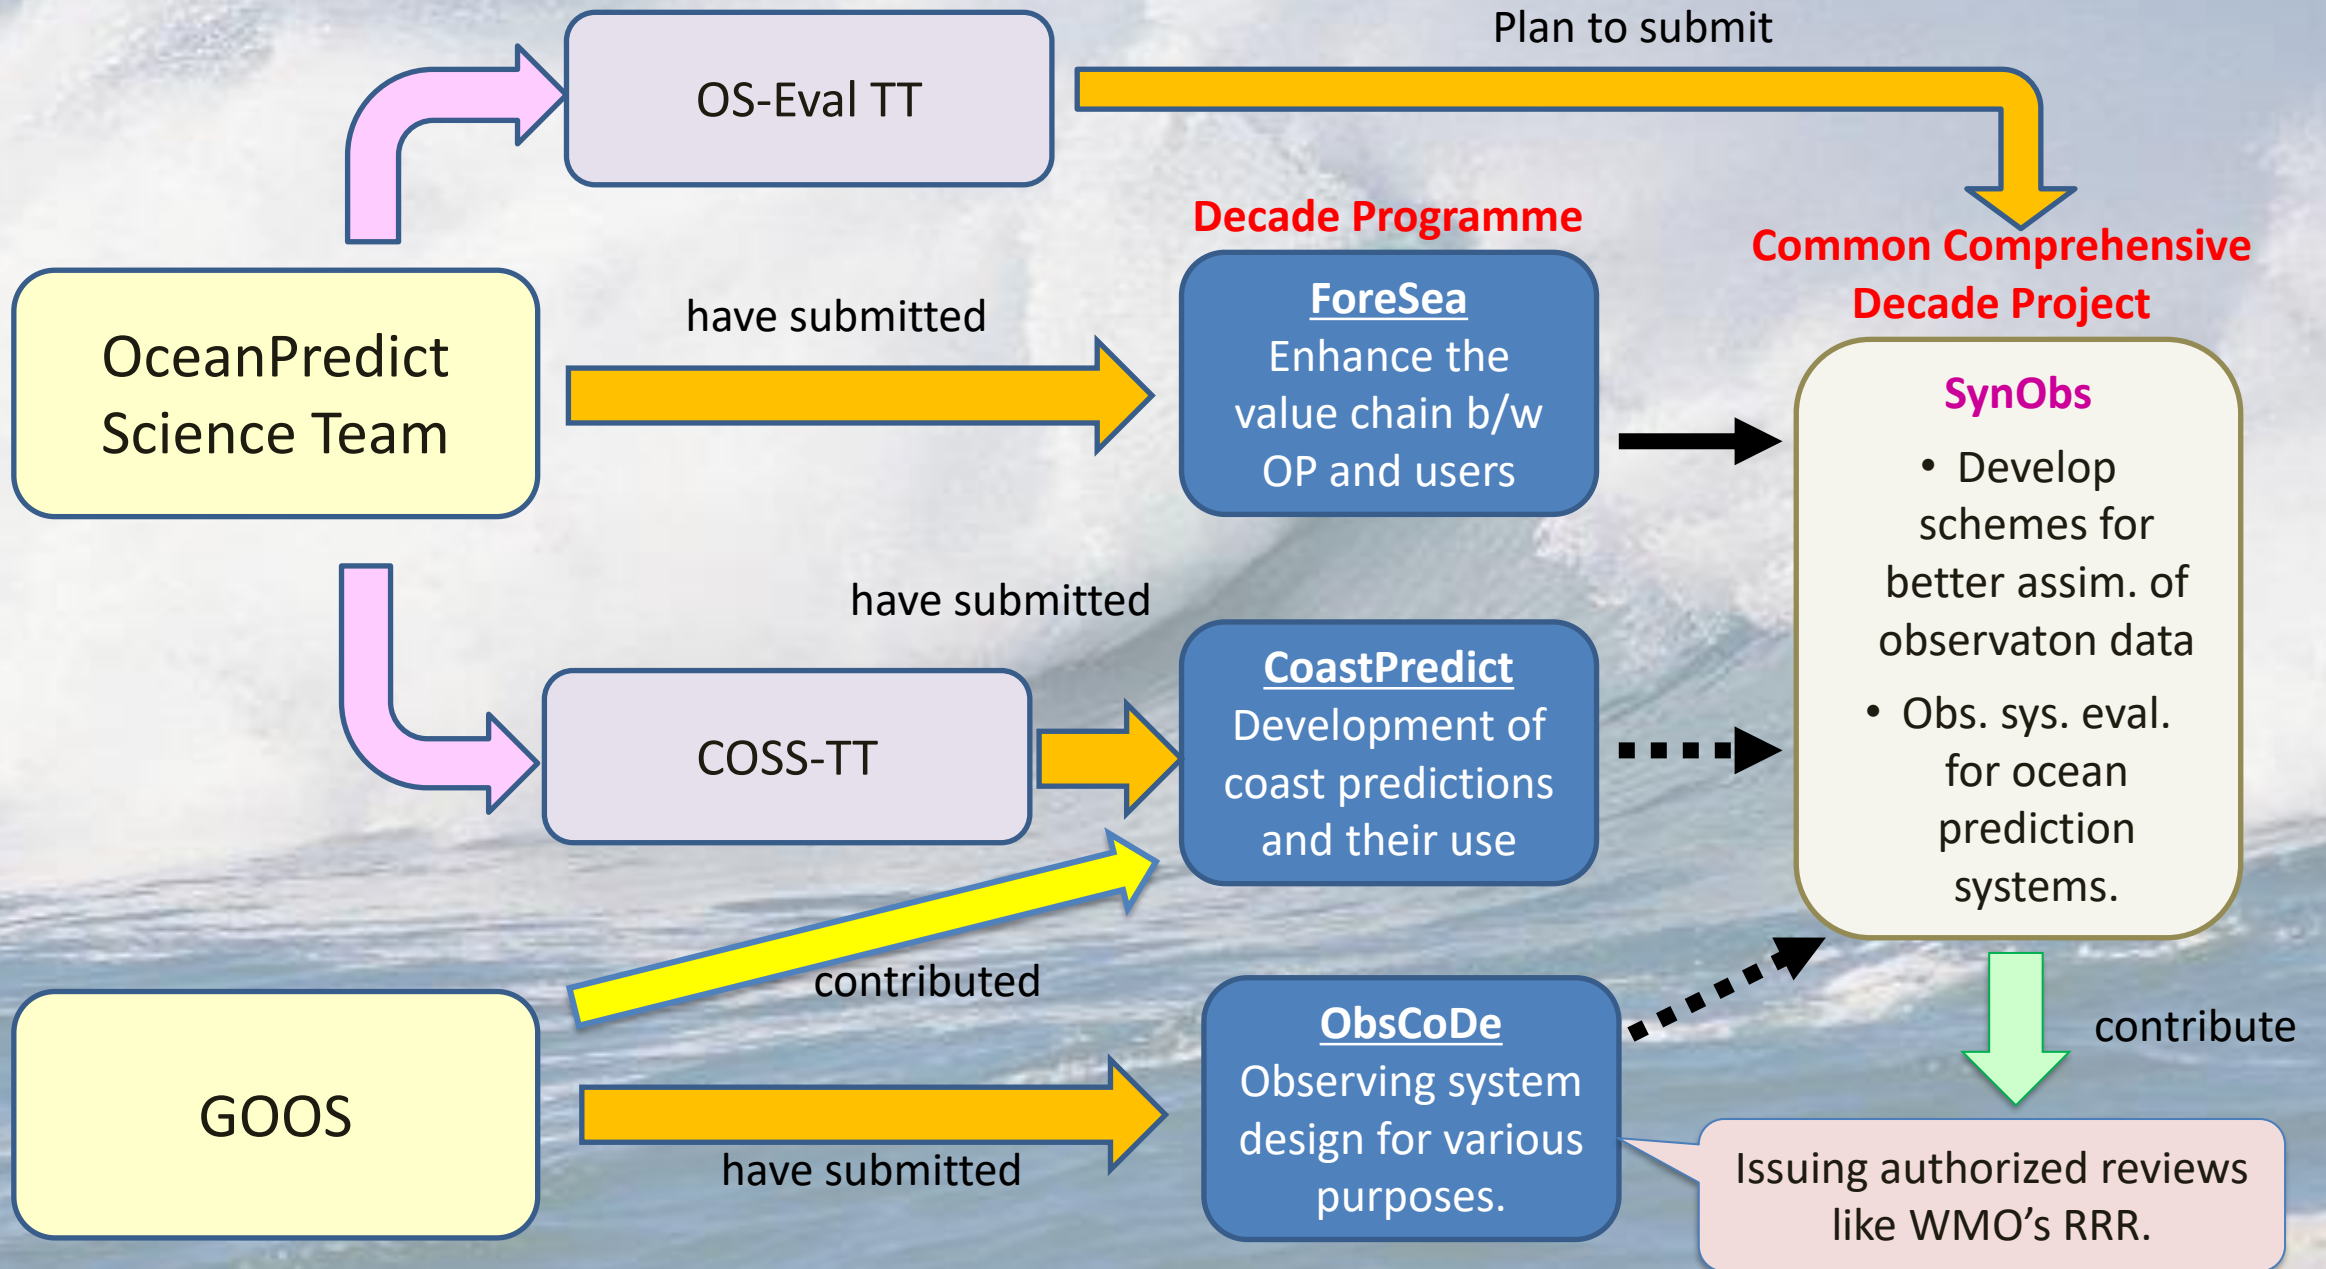 Plan to submit
OS-Eval TT
Decade Programme
Common Comprehensive
Decade Project
OceanPredict
Science Team
have submitted
ForeSea
Enhance the
value chain b/w
OP and users
SynObs
• Develop
schemes for
better assim. of
observaton data
• Obs. sys. eval.
for ocean
prediction
systems.
have submitted
COSS-TT
CoastPredict
Development of
coast predictions
and their use
contributed
GOOS
have submitted
ObsCoDe
Observing system
design for various
purposes.
contribute
Issuing authorized reviews
like WMO's RRR.